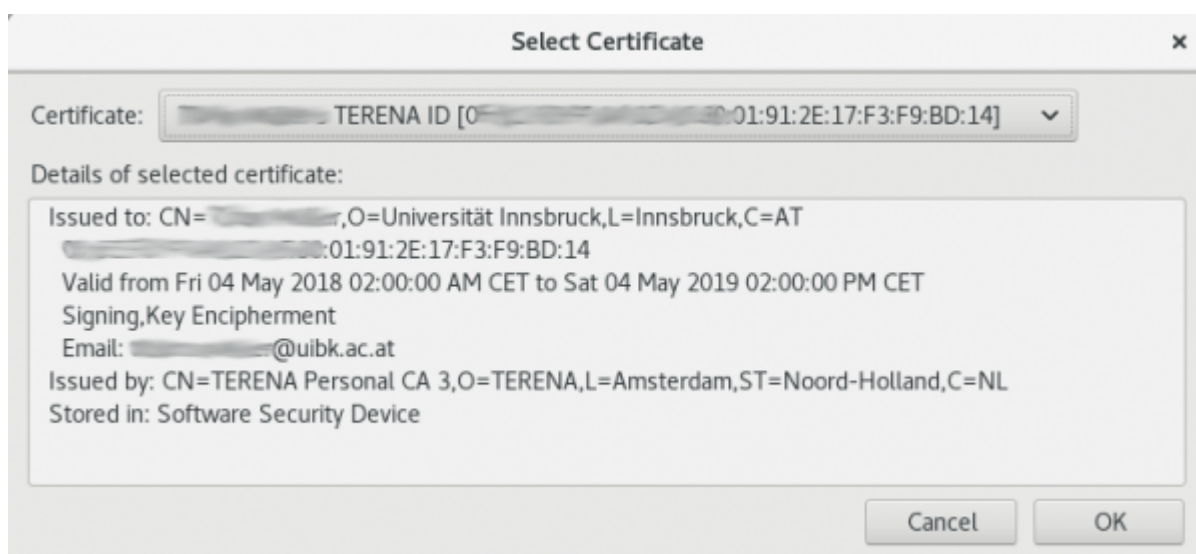 Select Certificate
Certificate: TERENA ID [0 01:91:2E:17:F3:F9:BD:14]
Details of selected certificate:
Issued to: CN= ,O=Universität Innsbruck,L=Innsbruck,C=AT
:01:91:2E:17:F3:F9:BD:14
Valid from Fri 04 May 2018 02:00:00 AM CET to Sat 04 May 2019 02:00:00 PM CET
Signing,Key Encipherment
Email: @uibk.ac.at
Issued by: CN=TERENA Personal CA 3,O=TERENA,L=Amsterdam,ST=Noord-Holland,C=NL
Stored in: Software Security Device
Cancel OK